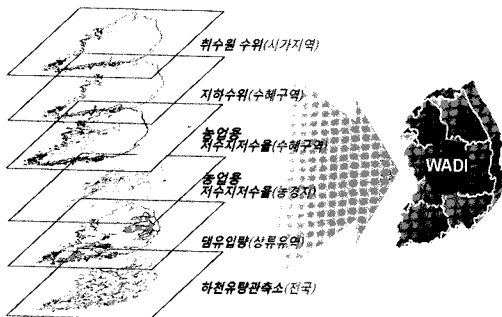 취수원 수위(시가지역)
지하수위(수혜구역)
농업용
저수지저수율(수혜구역)
농업용
저수지저수율(농경지)
댐유입량(상류유역)
하천유량관측소(전국)
WADI